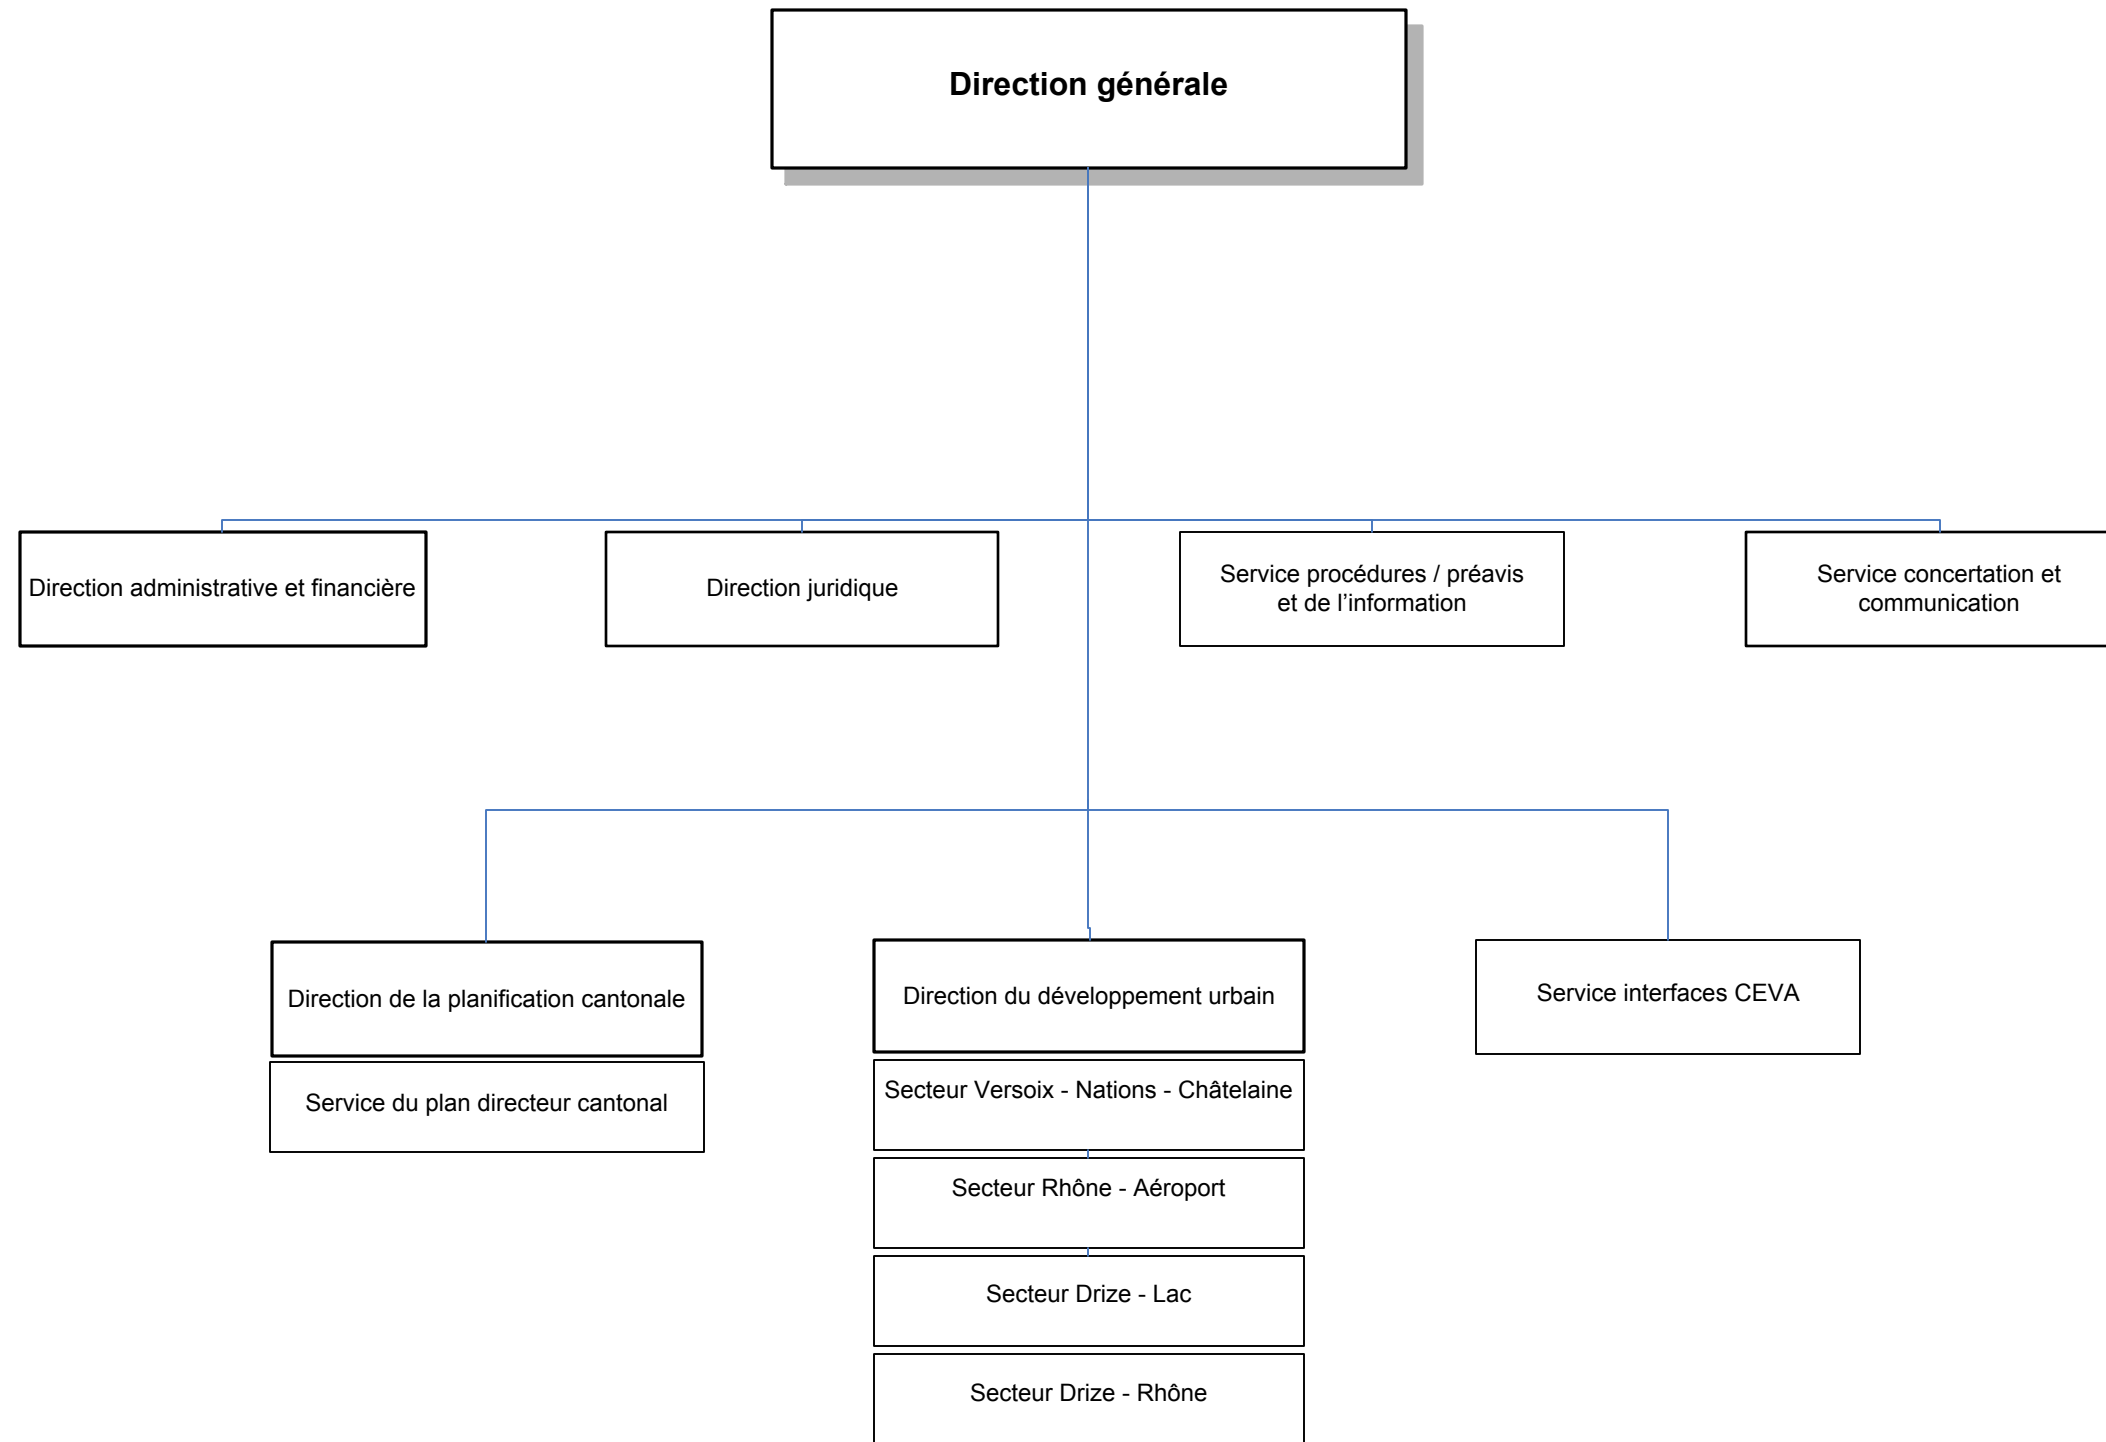 Direction générale
Direction administrative et financière
Direction juridique
Service procédures / préavis
et de l’information
Service concertation et
communication
Direction de la planification cantonale
Service du plan directeur cantonal
Direction du développement urbain
Secteur Versoix - Nations - Châtelaine
Secteur Rhône - Aéroport
Secteur Drize - Lac
Secteur Drize - Rhône
Service interfaces CEVA